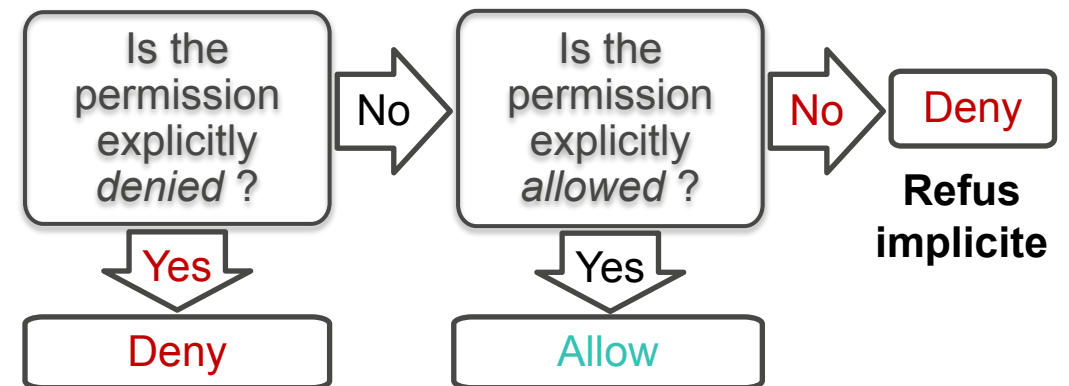 Is the
permission
explicitly
denied ?
No
Is the
permission
explicitly
allowed ?
No
Deny
Refus
implicite
Yes
Deny
Yes
Allow